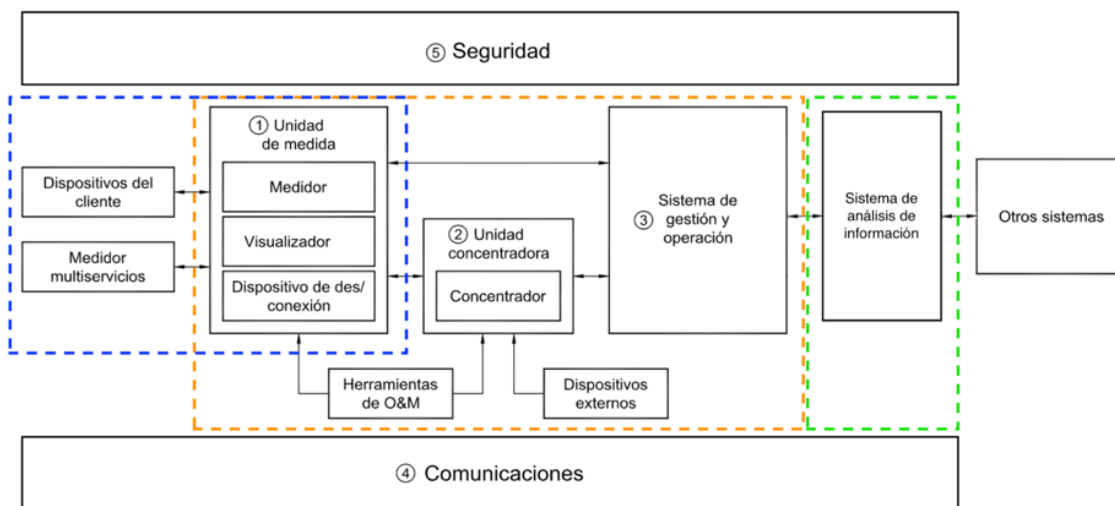 ⑤ Seguridad
① Unidad
de medida
Medidor
Visualizador
Dispositivo de des/
conexión
Dispositivos del
cliente
Medidor
multiservicios
② Unidad
concentradora
Concentrador
③ Sistema de
gestión y
operación
Sistema de
análisis de
información
Otros sistemas
Herramientas
de O&M
Dispositivos
externos
④ Comunicaciones